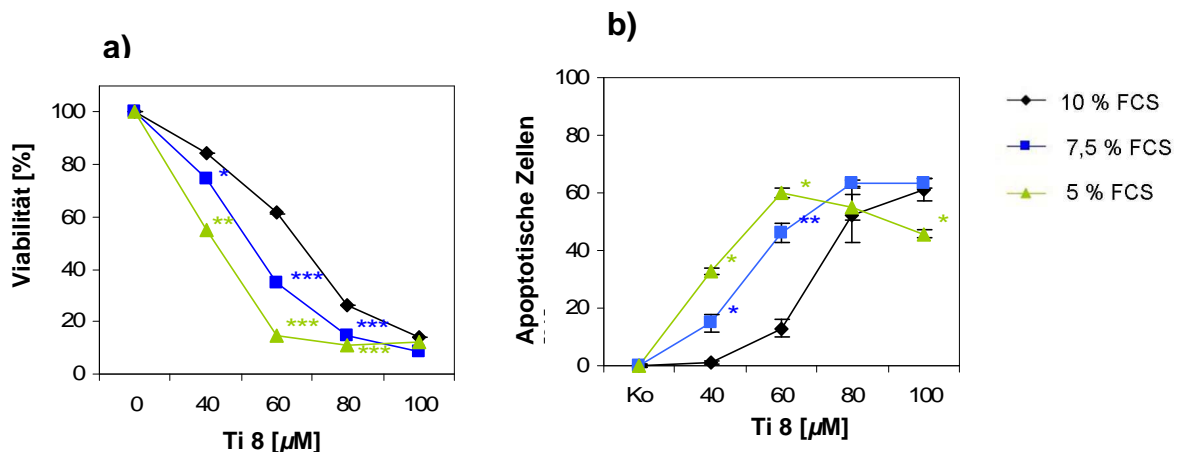 a)
Viabilität [%]
100
80
60
40
20
0
*
**
***
***
***
***
0 40 60 80 100
Ti 8 [µM]
b)
Apoptotische Zellen
100
80
60
40
20
0
*
*
*
**
*
Ko 40 60 80 100
Ti 8 [µM]
10 % FCS
7,5 % FCS
5 % FCS